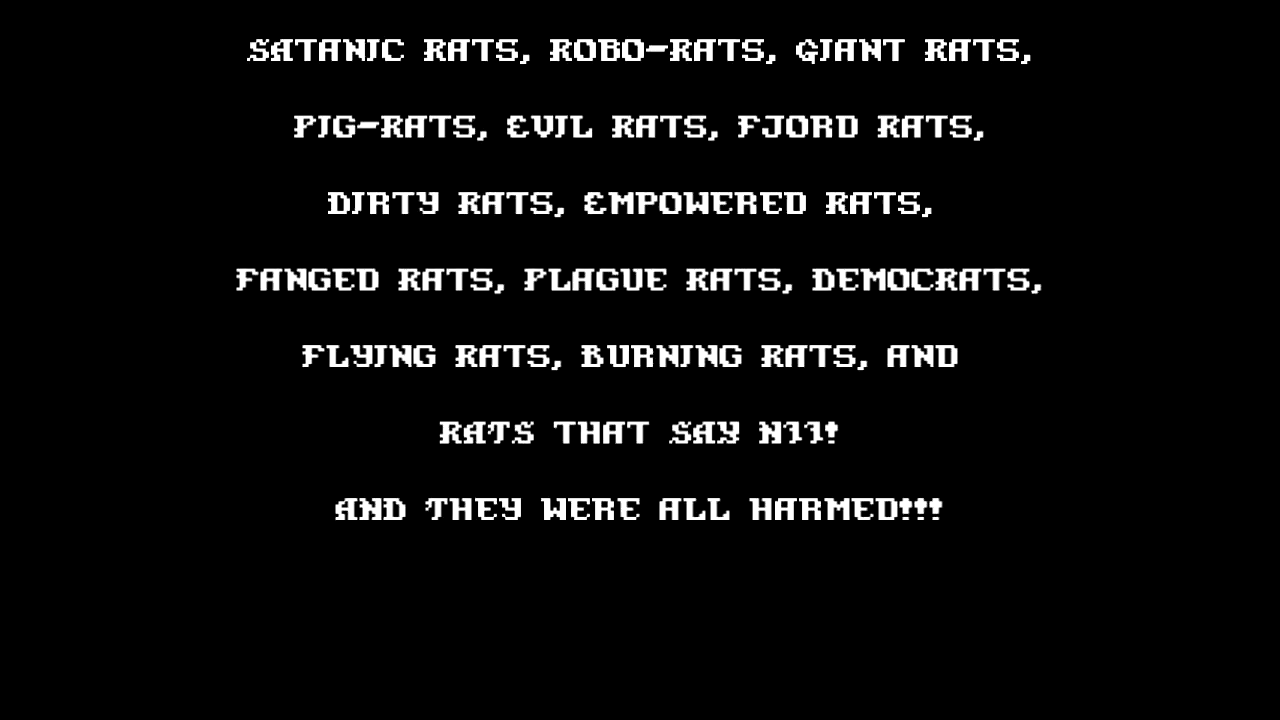 SATANIC RATS, ROBO-RATS, GIANT RATS,
PIG-RATS, EVIL RATS, FJORD RATS,
DIRTY RATS, EMPOWERED RATS,
FANGED RATS, PLAGUE RATS, DEMOCRATS,
FLYING RATS, BURNING RATS, AND
RATS THAT SAY NII!
AND THEY WERE ALL HARMED!!!